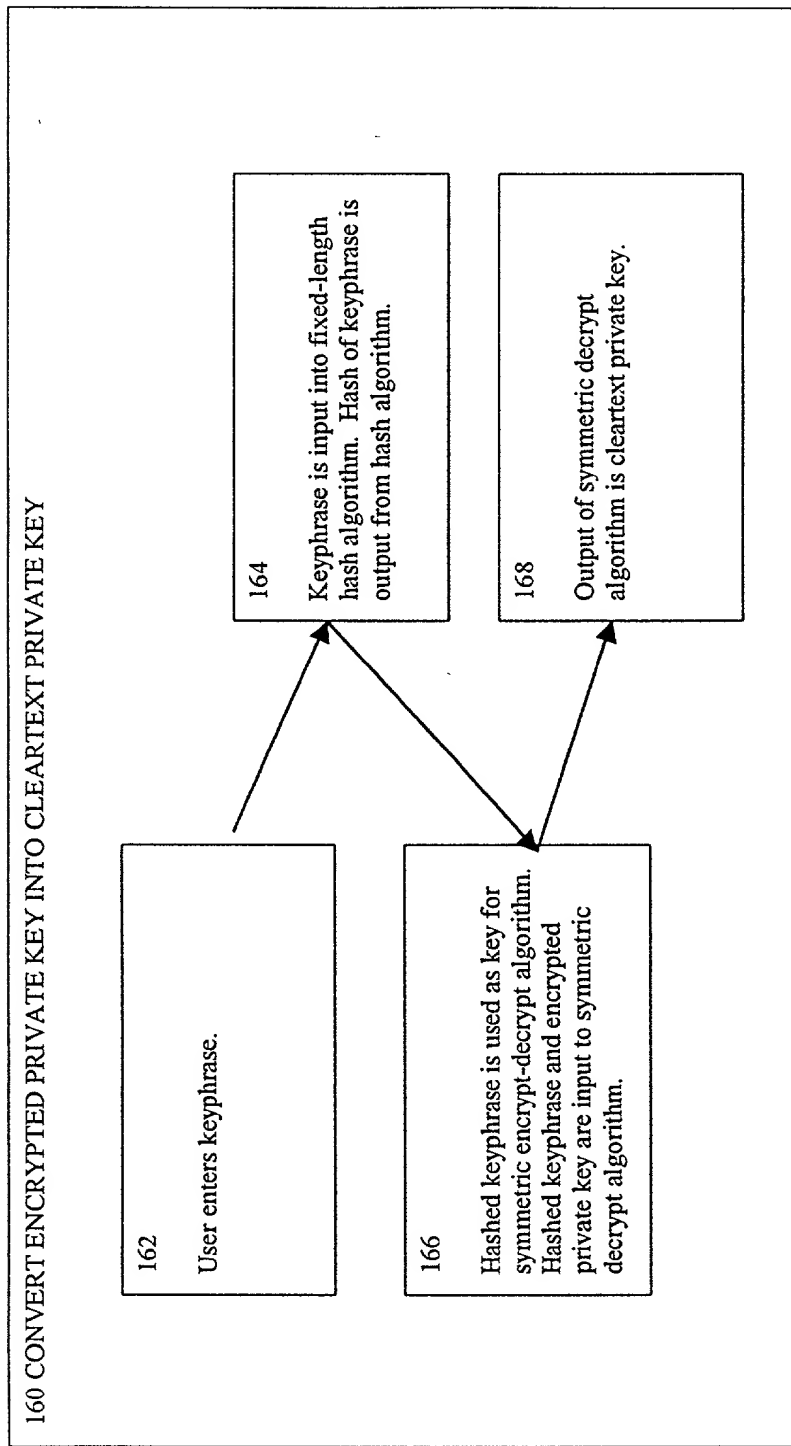 160 CONVERT ENCRYPTED PRIVATE KEY INTO CLEARTEXT PRIVATE KEY
162
User enters keyphrase.
164
Keyphrase is input into fixed-length
hash algorithm. Hash of keyphrase is
output from hash algorithm.
166
Hashed keyphrase is used as key for
symmetric encrypt-decrypt algorithm.
Hashed keyphrase and encrypted
private key are input to symmetric
decrypt algorithm.
168
Output of symmetric decrypt
algorithm is cleartext private key.